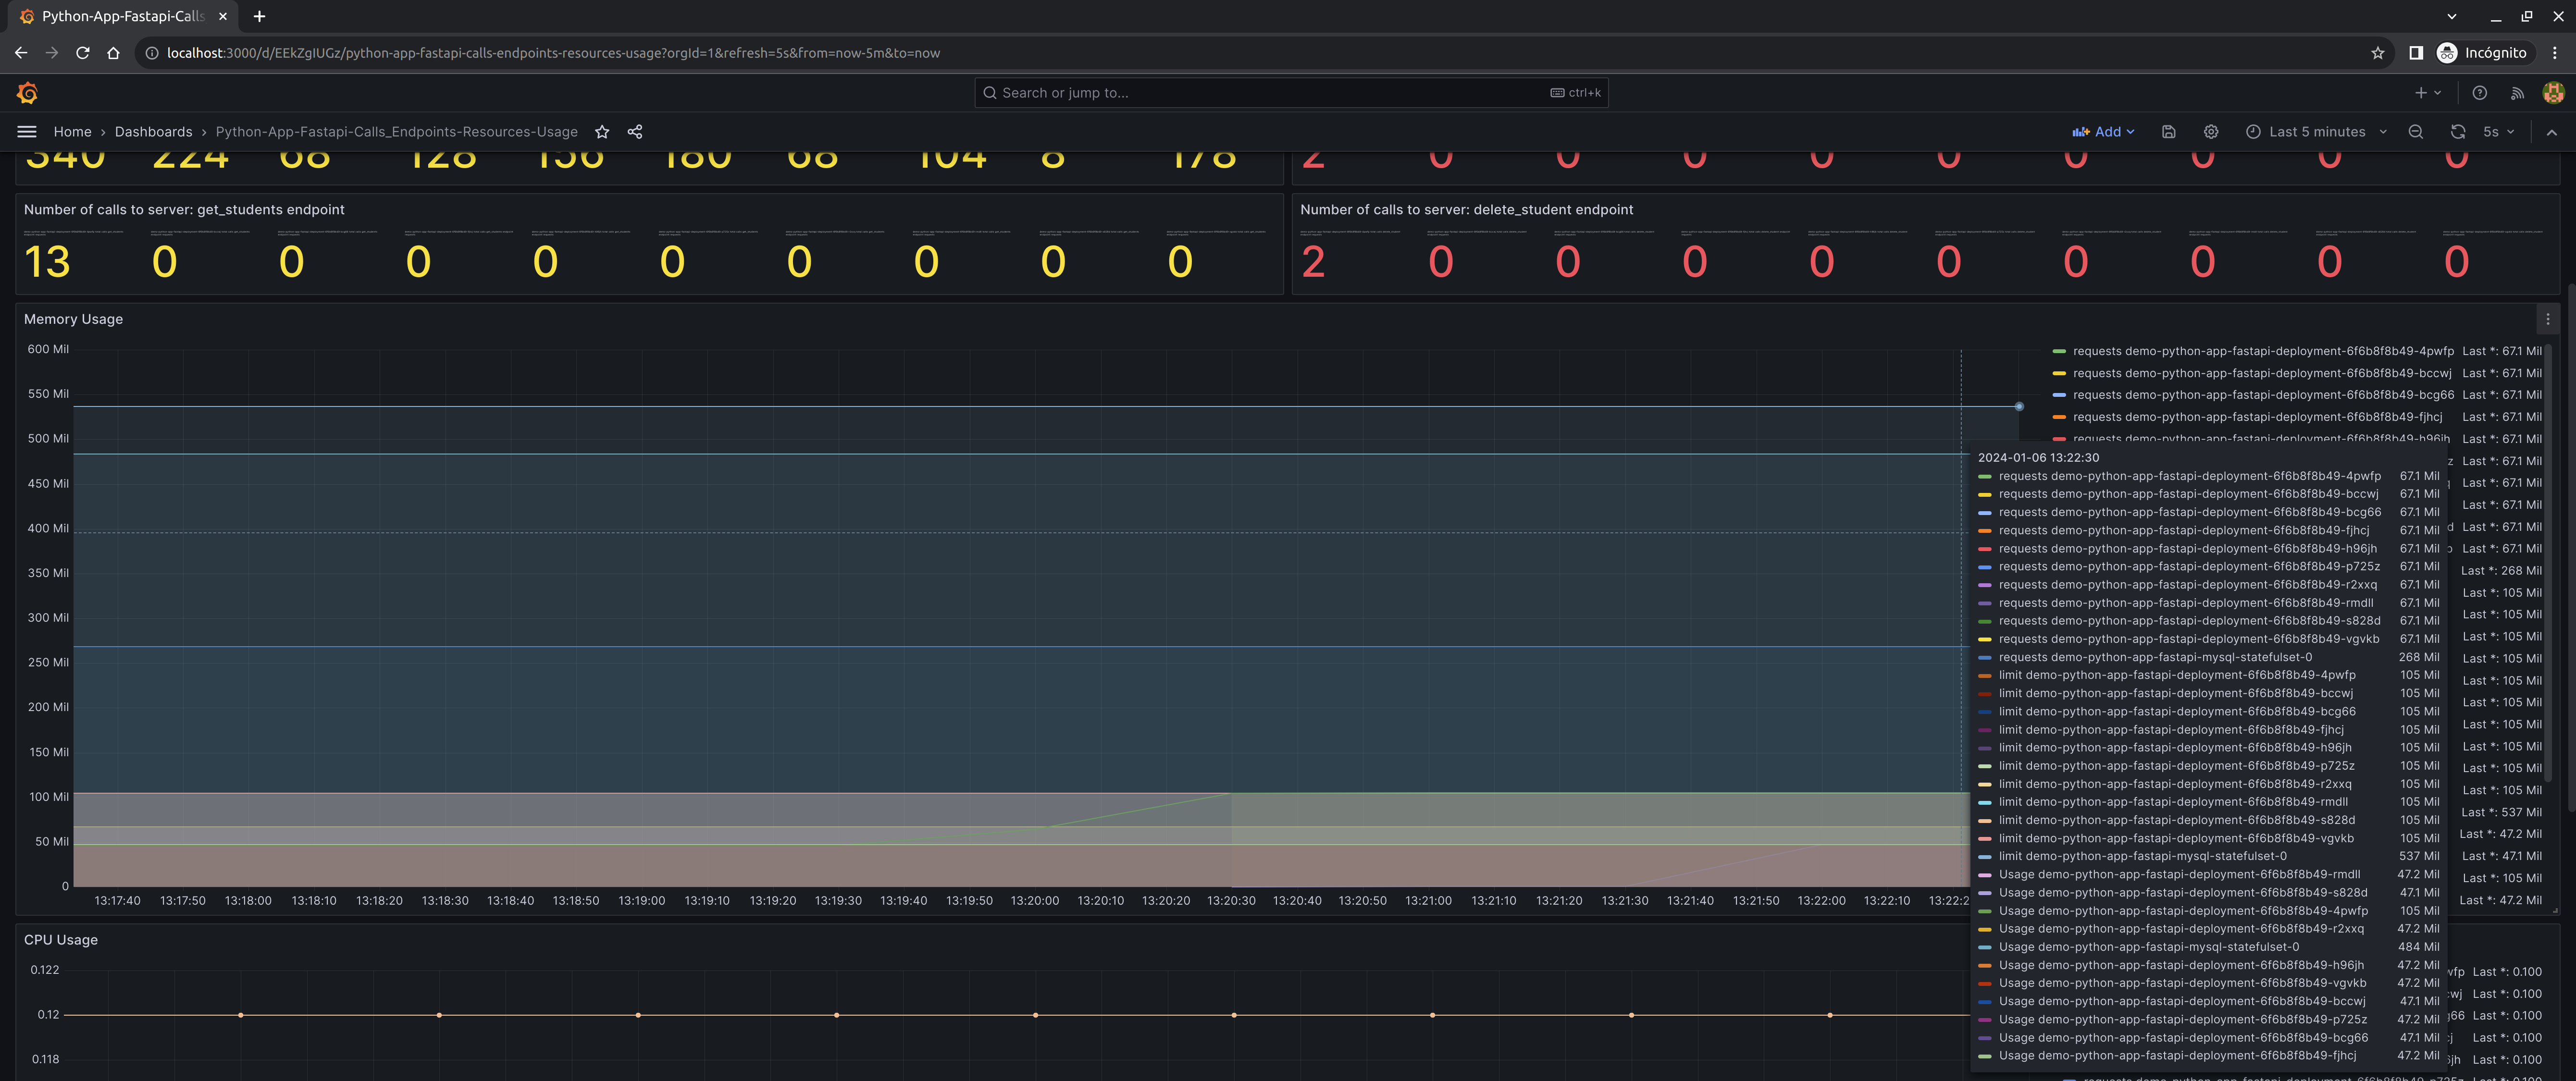 Python-App-Fastapi-Calls
localhost:3000/d/EEkZgIUGz/python-app-fastapi-calls-endpoints-resources-usage?orgId=1&refresh=5s&from=now-5m&to=now
Incógnito
Search or jump to...
ctrl+k
Home
Dashboards
Python-App-Fastapi-Calls_Endpoints-Resources-Usage
Add
Last 5 minutes
5s
340 224 68 128 156 180 68 104 8 178
2 0 0 0 0 0 0 0 0 0
Number of calls to server: get_students endpoint
13 0 0 0 0 0 0 0 0 0
Number of calls to server: delete_student endpoint
2 0 0 0 0 0 0 0 0 0
Memory Usage
600 Mil
550 Mil
500 Mil
450 Mil
400 Mil
350 Mil
300 Mil
250 Mil
200 Mil
150 Mil
100 Mil
50 Mil
0
13:17:40 13:17:50 13:18:00 13:18:10 13:18:20 13:18:30 13:18:40 13:18:50 13:19:00 13:19:10 13:19:20 13:19:30 13:19:40 13:19:50 13:20:00 13:20:10 13:20:20 13:20:30 13:20:40 13:20:50 13:21:00 13:21:10 13:21:20 13:21:30 13:21:40 13:21:50 13:22:00 13:22:10 13:22:2
requests demo-python-app-fastapi-deployment-6f6b8f8b49-4pwfp Last *: 67.1 Mil
requests demo-python-app-fastapi-deployment-6f6b8f8b49-bccwj Last *: 67.1 Mil
requests demo-python-app-fastapi-deployment-6f6b8f8b49-bcg66 Last *: 67.1 Mil
requests demo-python-app-fastapi-deployment-6f6b8f8b49-fjhcj Last *: 67.1 Mil
requests demo-python-app-fastapi-deployment-6f6b8f8b49-h96jh Last *: 67.1 Mil
z Last *: 67.1 Mil
q Last *: 67.1 Mil
Last *: 67.1 Mil
d Last *: 67.1 Mil
b Last *: 67.1 Mil
Last *: 268 Mil
Last *: 105 Mil
Last *: 105 Mil
Last *: 105 Mil
Last *: 105 Mil
Last *: 105 Mil
Last *: 105 Mil
Last *: 105 Mil
Last *: 105 Mil
Last *: 105 Mil
Last *: 105 Mil
Last *: 537 Mil
Last *: 47.2 Mil
Last *: 47.1 Mil
Last *: 105 Mil
Last *: 47.2 Mil
2024-01-06 13:22:30
requests demo-python-app-fastapi-deployment-6f6b8f8b49-4pwfp 67.1 Mil
requests demo-python-app-fastapi-deployment-6f6b8f8b49-bccwj 67.1 Mil
requests demo-python-app-fastapi-deployment-6f6b8f8b49-bcg66 67.1 Mil
requests demo-python-app-fastapi-deployment-6f6b8f8b49-fjhcj 67.1 Mil
requests demo-python-app-fastapi-deployment-6f6b8f8b49-h96jh 67.1 Mil
requests demo-python-app-fastapi-deployment-6f6b8f8b49-p725z 67.1 Mil
requests demo-python-app-fastapi-deployment-6f6b8f8b49-r2xxq 67.1 Mil
requests demo-python-app-fastapi-deployment-6f6b8f8b49-rmdll 67.1 Mil
requests demo-python-app-fastapi-deployment-6f6b8f8b49-s828d 67.1 Mil
requests demo-python-app-fastapi-deployment-6f6b8f8b49-vgvkb 67.1 Mil
requests demo-python-app-fastapi-mysql-statefulset-0 268 Mil
limit demo-python-app-fastapi-deployment-6f6b8f8b49-4pwfp 105 Mil
limit demo-python-app-fastapi-deployment-6f6b8f8b49-bccwj 105 Mil
limit demo-python-app-fastapi-deployment-6f6b8f8b49-bcg66 105 Mil
limit demo-python-app-fastapi-deployment-6f6b8f8b49-fjhcj 105 Mil
limit demo-python-app-fastapi-deployment-6f6b8f8b49-h96jh 105 Mil
limit demo-python-app-fastapi-deployment-6f6b8f8b49-p725z 105 Mil
limit demo-python-app-fastapi-deployment-6f6b8f8b49-r2xxq 105 Mil
limit demo-python-app-fastapi-deployment-6f6b8f8b49-rmdll 105 Mil
limit demo-python-app-fastapi-deployment-6f6b8f8b49-s828d 105 Mil
limit demo-python-app-fastapi-deployment-6f6b8f8b49-vgvkb 105 Mil
limit demo-python-app-fastapi-mysql-statefulset-0 537 Mil
Usage demo-python-app-fastapi-deployment-6f6b8f8b49-rmdll 47.2 Mil
Usage demo-python-app-fastapi-deployment-6f6b8f8b49-s828d 47.1 Mil
Usage demo-python-app-fastapi-deployment-6f6b8f8b49-4pwfp 105 Mil
Usage demo-python-app-fastapi-deployment-6f6b8f8b49-r2xxq 47.2 Mil
Usage demo-python-app-fastapi-mysql-statefulset-0 484 Mil
Usage demo-python-app-fastapi-deployment-6f6b8f8b49-h96jh 47.2 Mil
Usage demo-python-app-fastapi-deployment-6f6b8f8b49-vgvkb 47.2 Mil
Usage demo-python-app-fastapi-deployment-6f6b8f8b49-bccwj 47.1 Mil
Usage demo-python-app-fastapi-deployment-6f6b8f8b49-p725z 47.2 Mil
Usage demo-python-app-fastapi-deployment-6f6b8f8b49-bcg66 47.1 Mil
Usage demo-python-app-fastapi-deployment-6f6b8f8b49-fjhcj 47.2 Mil
CPU Usage
0.122
0.12
0.118
wfp Last *: 0.100
cwj Last *: 0.100
g66 Last *: 0.100
cj Last *: 0.100
jh Last *: 0.100